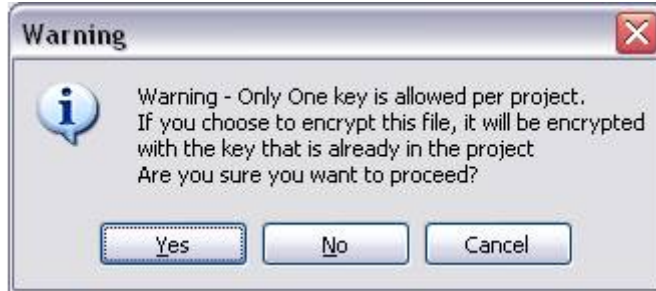 Warning
Warning - Only One key is allowed per project.
If you choose to encrypt this file, it will be encrypted
with the key that is already in the project
Are you sure you want to proceed?
Yes No Cancel